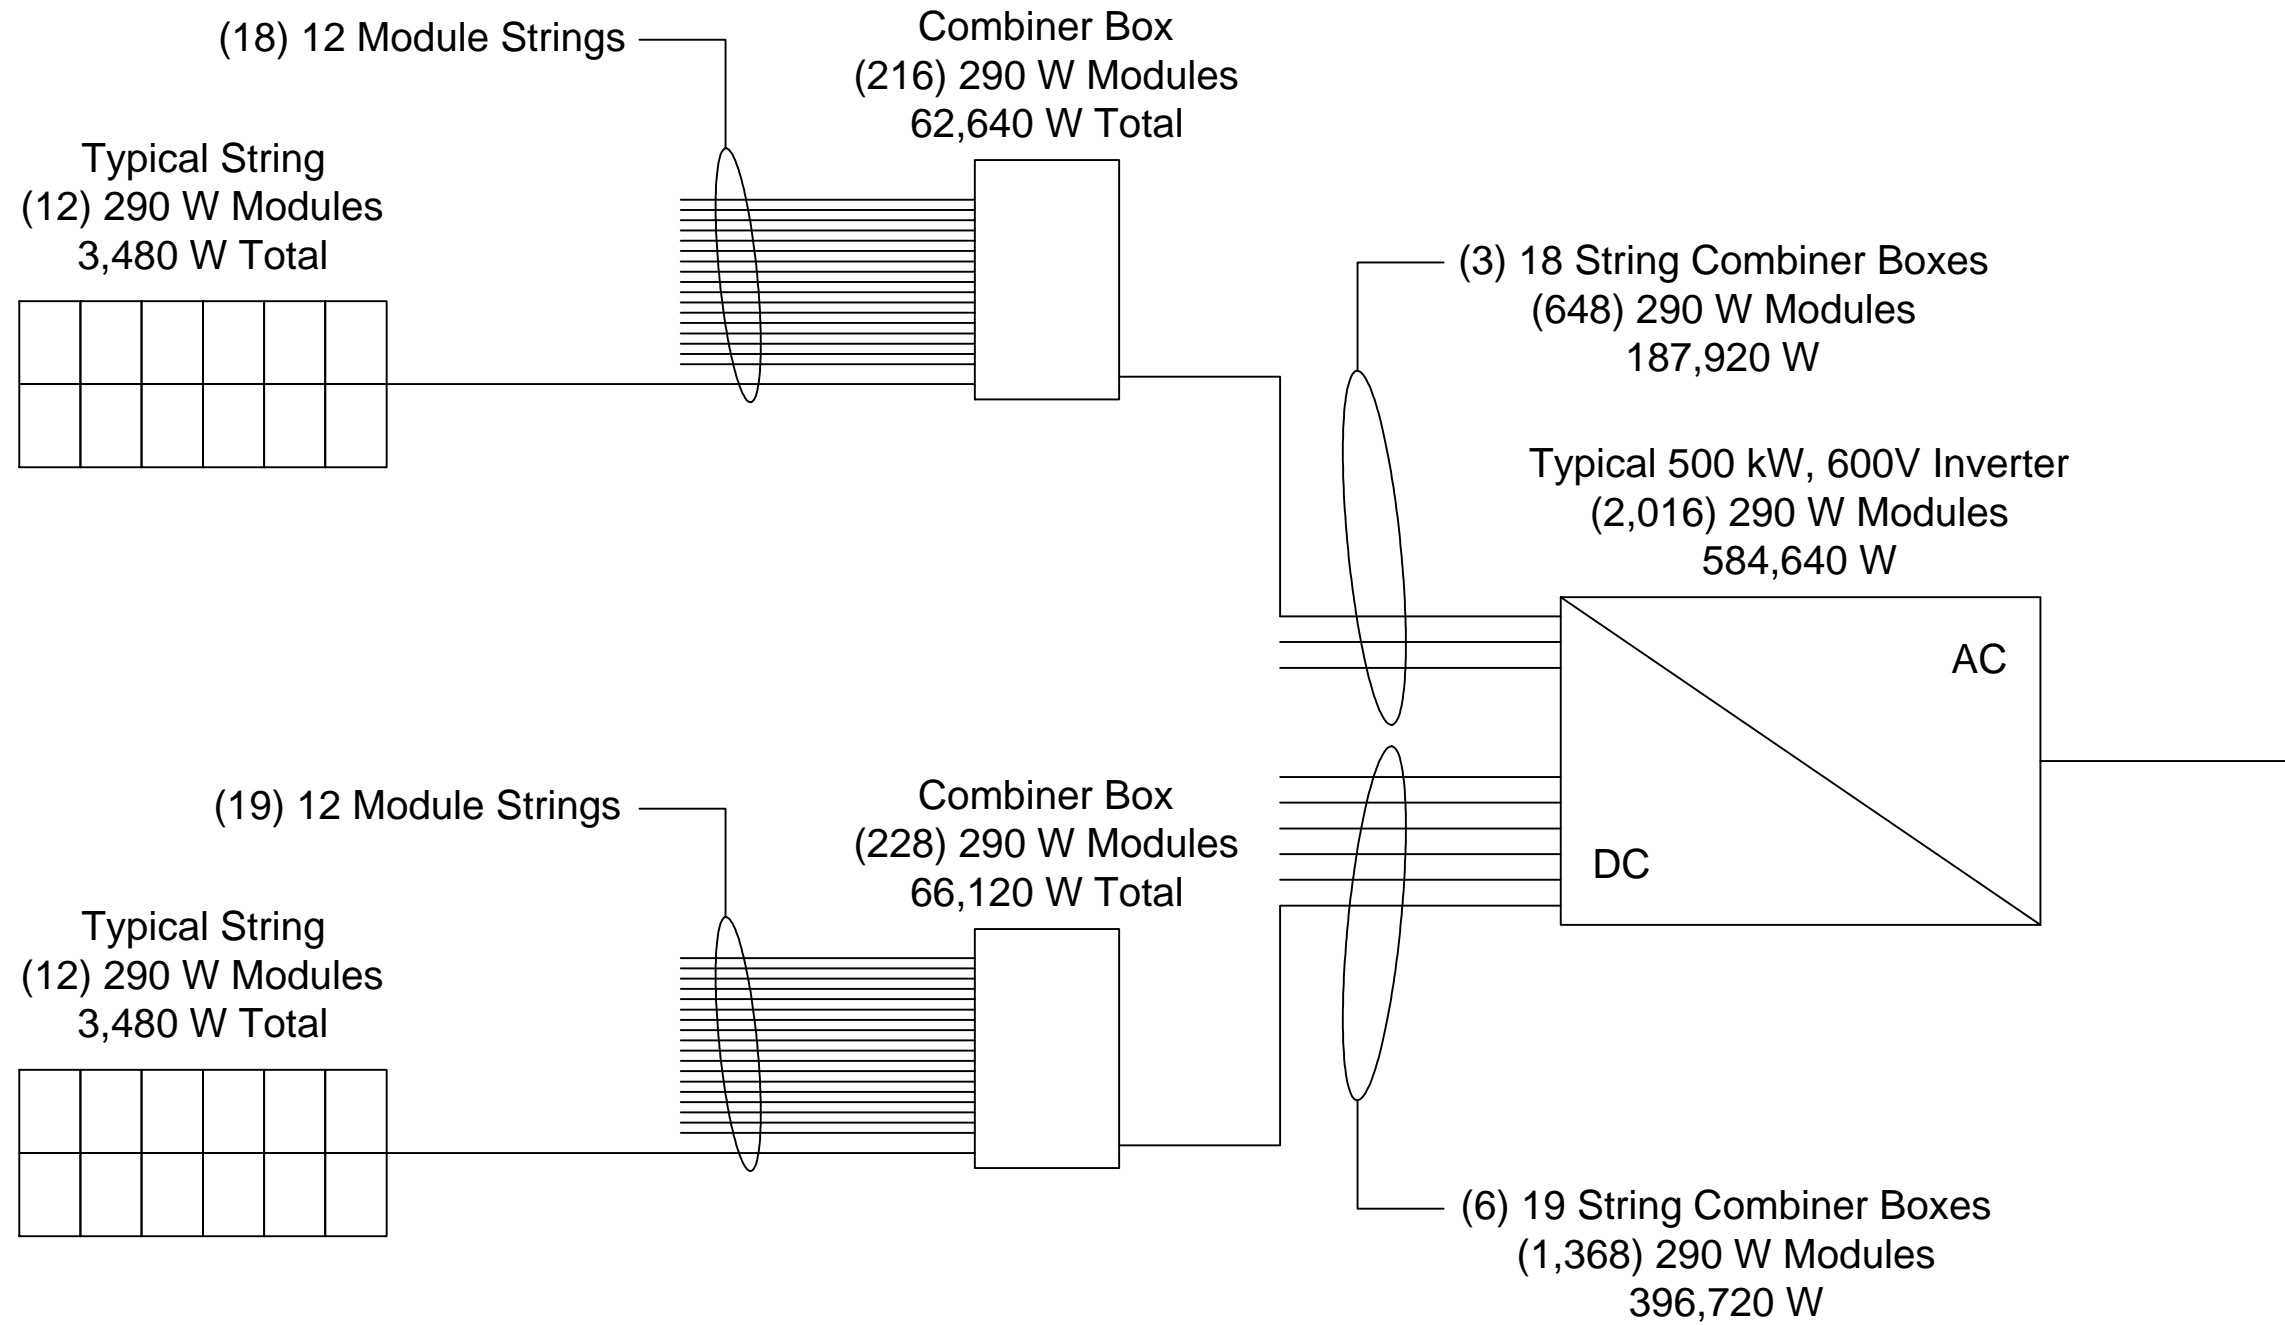 (18) 12 Module Strings
Combiner Box
(216) 290 W Modules
62,640 W Total
Typical String
(12) 290 W Modules
3,480 W Total
(3) 18 String Combiner Boxes
(648) 290 W Modules
187,920 W
Typical 500 kW, 600V Inverter
(2,016) 290 W Modules
584,640 W
AC
DC
(19) 12 Module Strings
Combiner Box
(228) 290 W Modules
66,120 W Total
Typical String
(12) 290 W Modules
3,480 W Total
(6) 19 String Combiner Boxes
(1,368) 290 W Modules
396,720 W